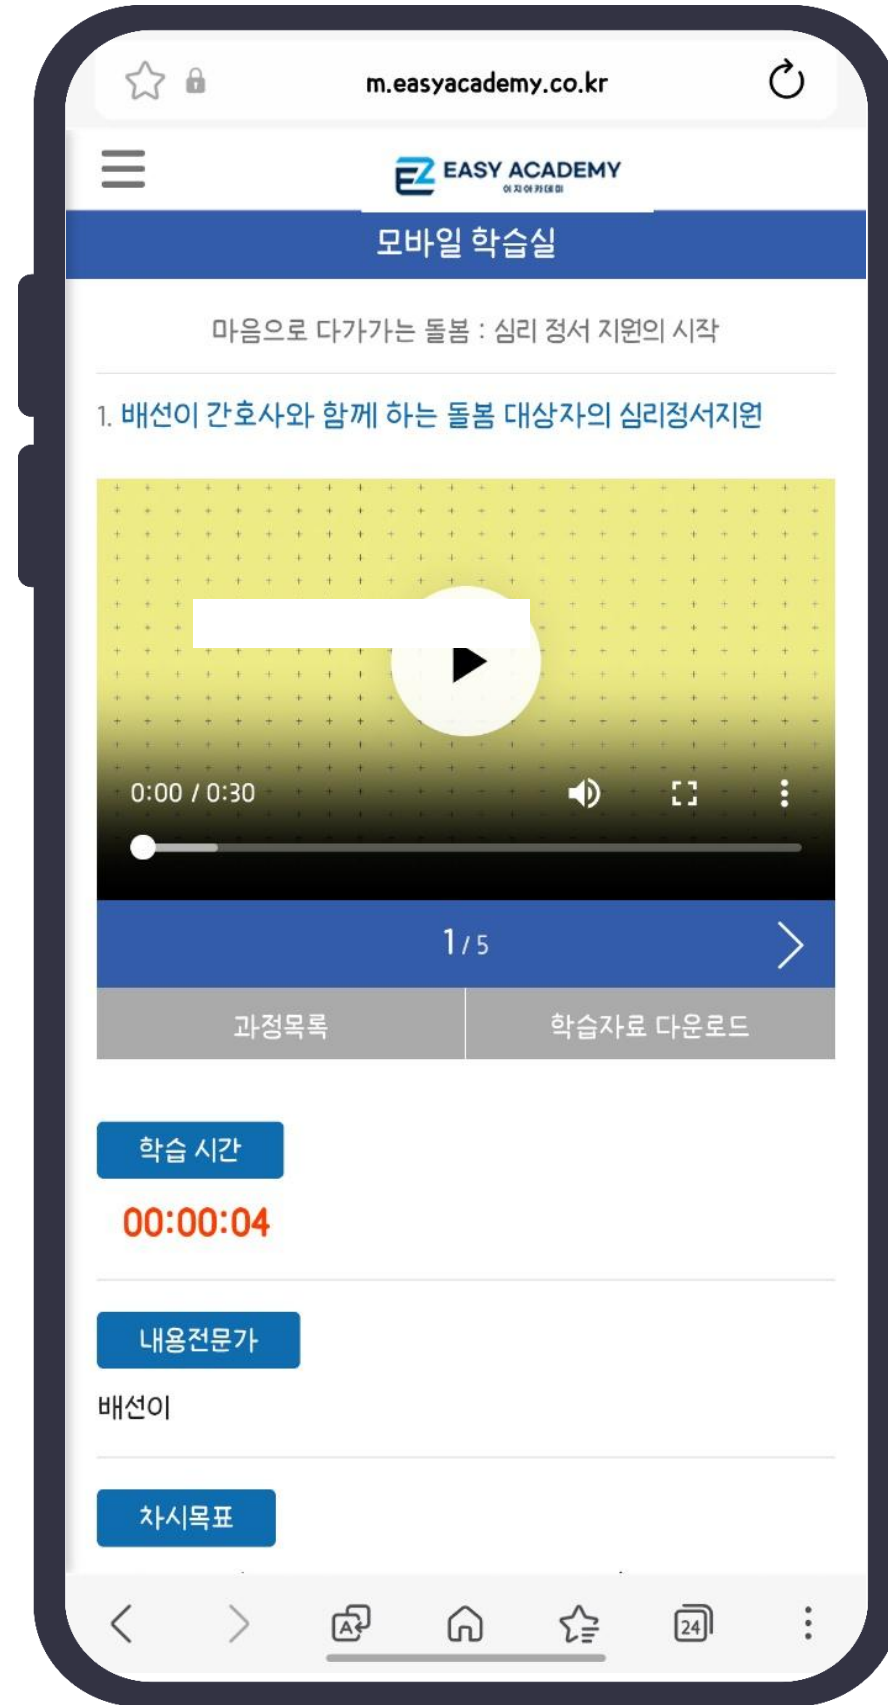 m.easyacademy.co.kr
EZ EASY ACADEMY
이지아카데미
모바일 학습실
마음으로 다가가는 돌봄 : 심리 정서 지원의 시작
1. 배선이 간호사와 함께 하는 돌봄 대상자의 심리정서지원
0:00 / 0:30
1 / 5
과정목록 학습자료 다운로드
학습 시간
00:00:04
내용전문가
배선이
차시목표
A 24